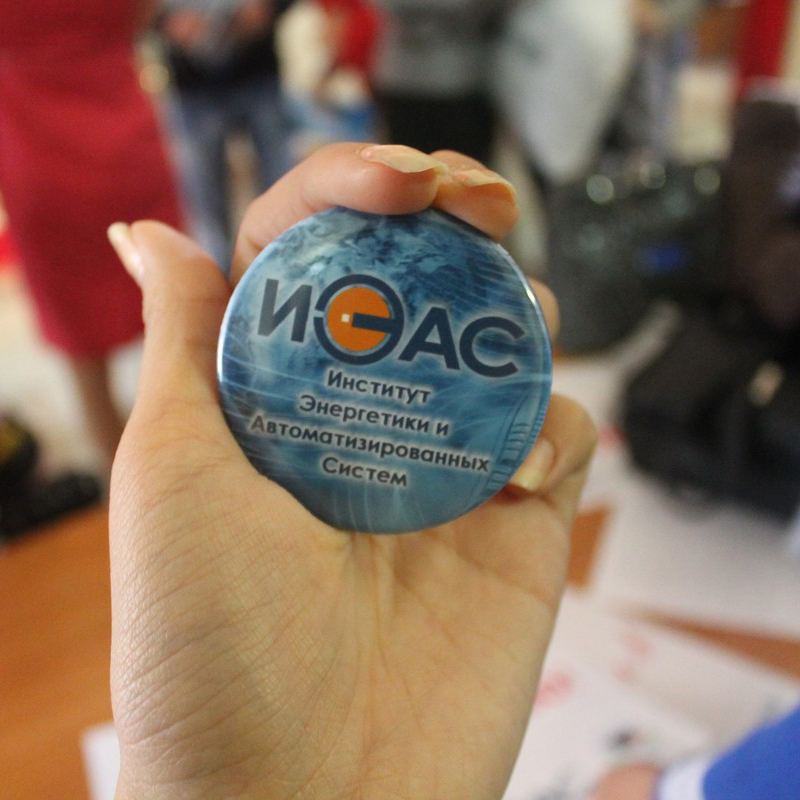 ИЭАС
Институт
Энергетики и
Автоматизированных
Систем